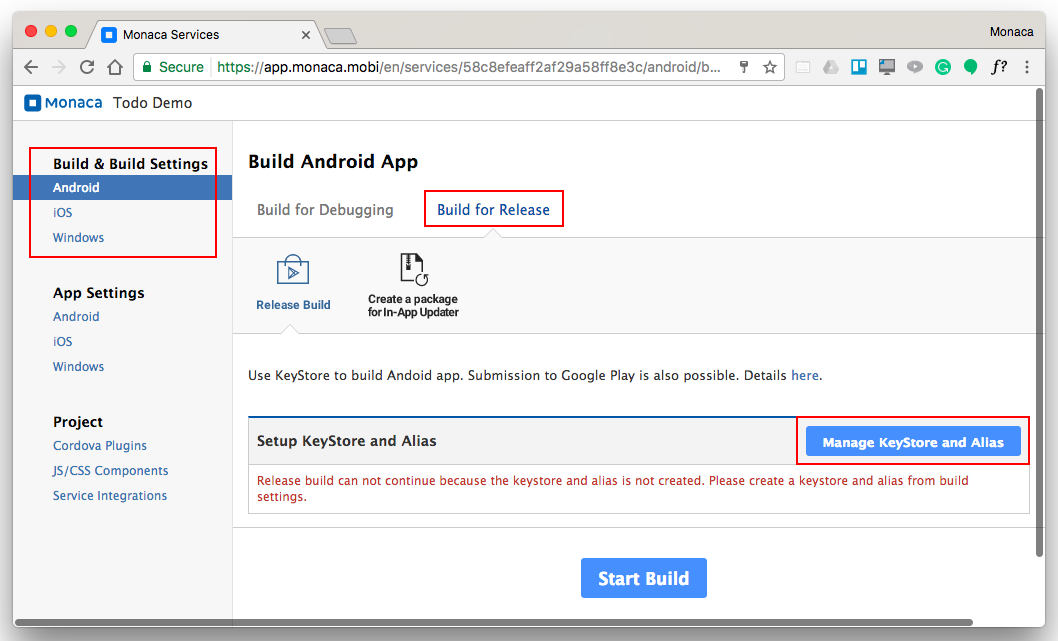 Monaca Services
Monaca
Secure
https://app.monaca.mobi/en/services/58c8efeaff2af29a58ff8e3c/android/b...
f?
Monaca Todo Demo
Build & Build Settings
Android
iOS
Windows
App Settings
Android
iOS
Windows
Project
Cordova Plugins
JS/CSS Components
Service Integrations
Build Android App
Build for Debugging
Build for Release
Release Build
Create a package
for In-App Updater
Use KeyStore to build Andoid app. Submission to Google Play is also possible. Details here.
Setup KeyStore and Alias
Manage KeyStore and Alias
Release build can not continue because the keystore and alias is not created. Please create a keystore and alias from build
settings.
Start Build